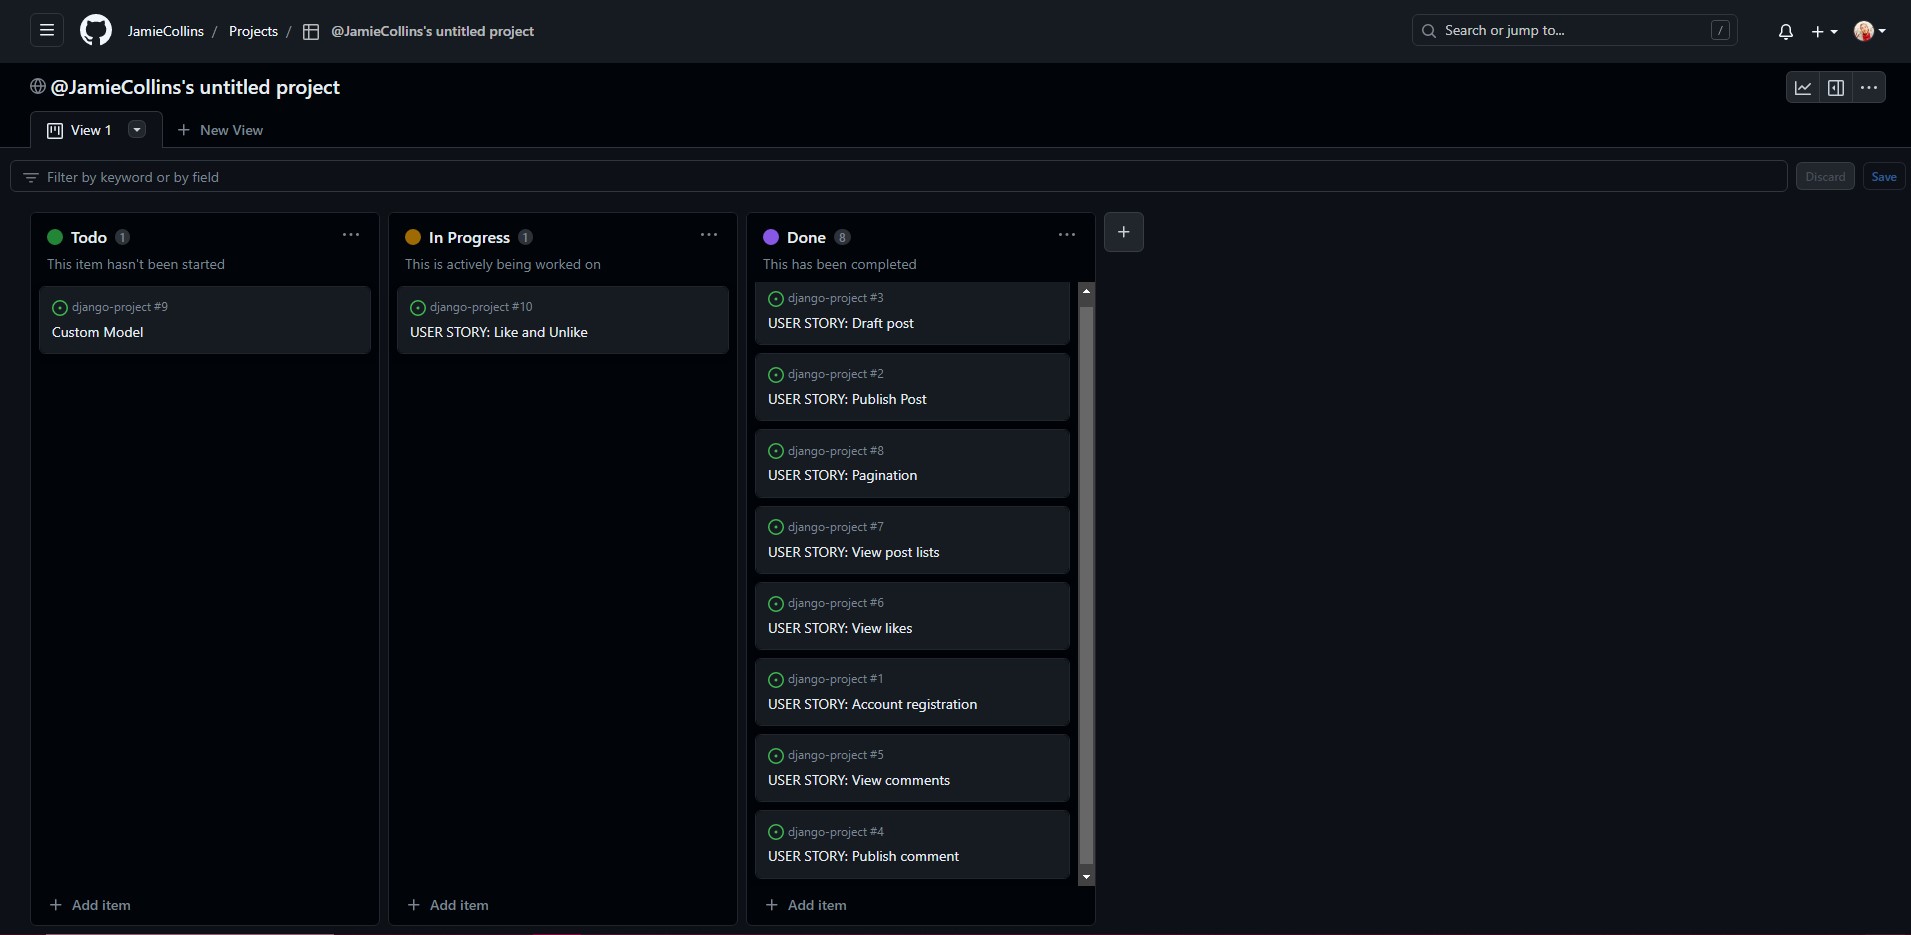 JamieCollins / Projects / @JamieCollins's untitled project
Search or jump to... /
@JamieCollins's untitled project
View 1
New View
Filter by keyword or by field
Discard
Save
Todo 1
This item hasn't been started
django-project #9
Custom Model
Add item
In Progress 1
This is actively being worked on
django-project #10
USER STORY: Like and Unlike
Add item
Done 8
This has been completed
django-project #3
USER STORY: Draft post
django-project #2
USER STORY: Publish Post
django-project #8
USER STORY: Pagination
django-project #7
USER STORY: View post lists
django-project #6
USER STORY: View likes
django-project #1
USER STORY: Account registration
django-project #5
USER STORY: View comments
django-project #4
USER STORY: Publish comment
Add item